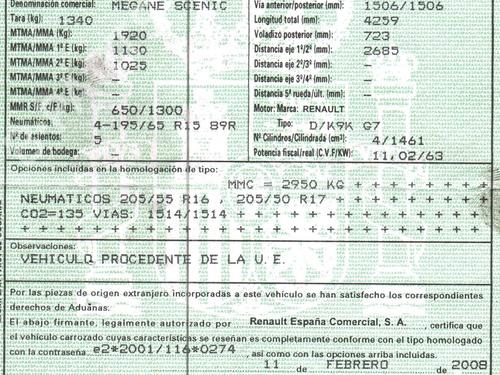 Denominación comercial: MEGANE SCENIC
Tara (kg): 1340
MTMA/MMA (Kg): 1920
MTMA/MMA 1º E (kg): 1130
MTMA/MMA 2º E (kg): 1025
MTMA/MMA 3º E (kg): –
MTMA/MMA 4º E (kg): –
MMR S/F. c/F (kg): 650/1300
Neumáticos: 4-195/65 R15 89R
Nº de asientos: 5
Volumen de bodega: –
Vía anterior/posterior (mm): 1506/1506
Longitud total (mm): 4259
Voladizo posterior (mm): 723
Distancia eje 1º/2º (mm): 2685
Distancia eje 2º/3º (mm): –
Distancia eje 3º/4º (mm): –
Distancia 5ª rueda/ult. (mm): –
Motor: Marca: RENAULT
Tipo: D/K9K G7
Nº Cilindros/Cilindrada (cm³): 4/1461
Potencia fiscal/real (C.V.F/KW): 11,02/63
Opciones incluidas en la homologación de tipo:
MMC = 2950 KG + + + + + + + + +
NEUMATICOS 205/55 R16 , 205/50 R17 + + + + + + + +
CO2=135 VIAS: 1514/1514 + + + + + + + + + + + + +
+ + + + + + + + + + + + + + + + + + + + + + + + + + +
Observaciones:
VEHICULO PROCEDENTE DE LA U.E.
Por las piezas de origen extranjero incorporadas a este vehículo se han satisfecho los correspondientes
derechos de Aduanas.
El abajo firmante, legalmente autorizado por Renault España Comercial, S. A. , certifica que
el vehículo carrozado cuyas características se reseñan es completamente conforme con el tipo homologado
con la contraseña e2*2001/116*0274 , así como con las opciones arriba incluidas.
11 de FEBRERO de 2008